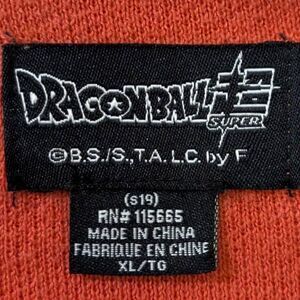 DRAGONBALL超
SUPER
©B.S./S.,T.A. L.C. by F
(s19)
RN# 115665
MADE IN CHINA
FABRIQUE EN CHINE
XL/TG